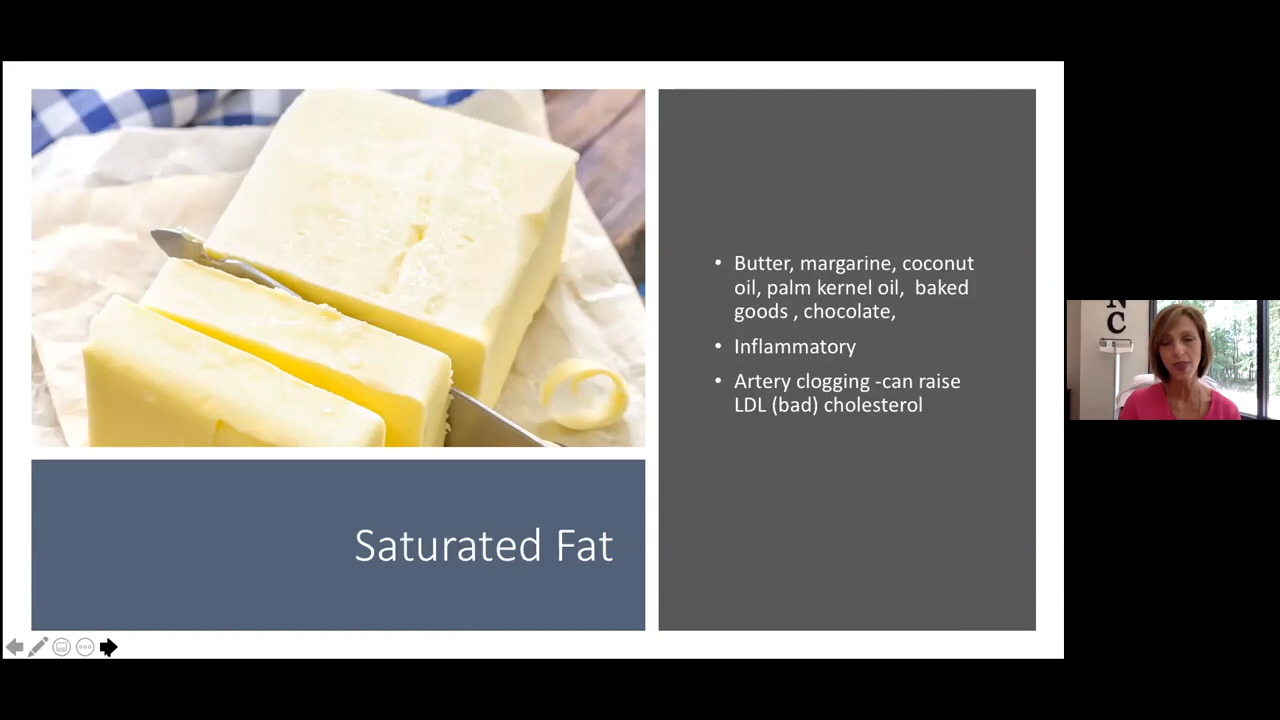 • Butter, margarine, coconut
oil, palm kernel oil,  baked
goods , chocolate,
• Inflammatory
• Artery clogging -can raise
LDL (bad) cholesterol
Saturated Fat
N
C